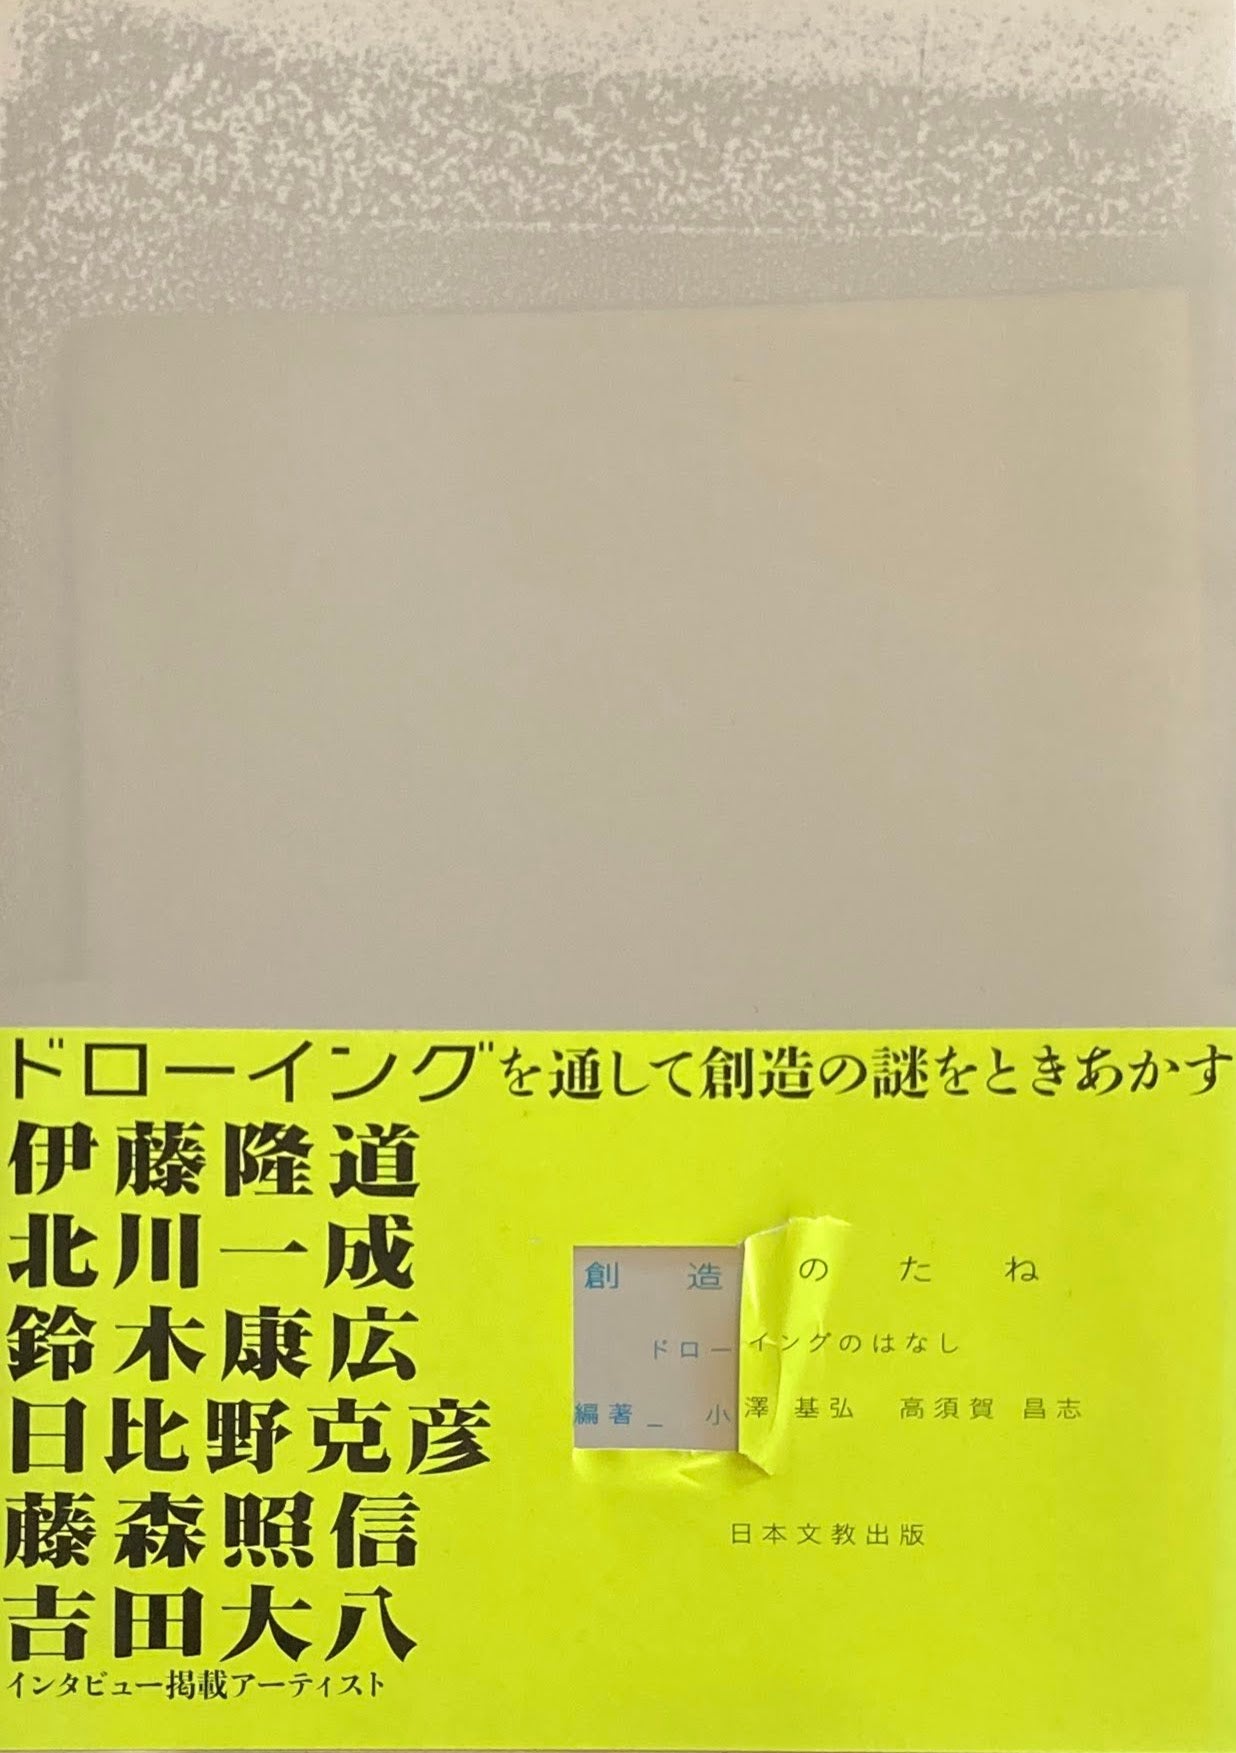 ドローイングを通して創造の謎をときあかす
伊藤隆道
北川一成
鈴木康広
日比野克彦
藤森照信
吉田大八
インタビュー掲載アーティスト
創造のたね
ドローイングのはなし
編著_ 小澤 基弘 高須賀 昌志
日本文教出版